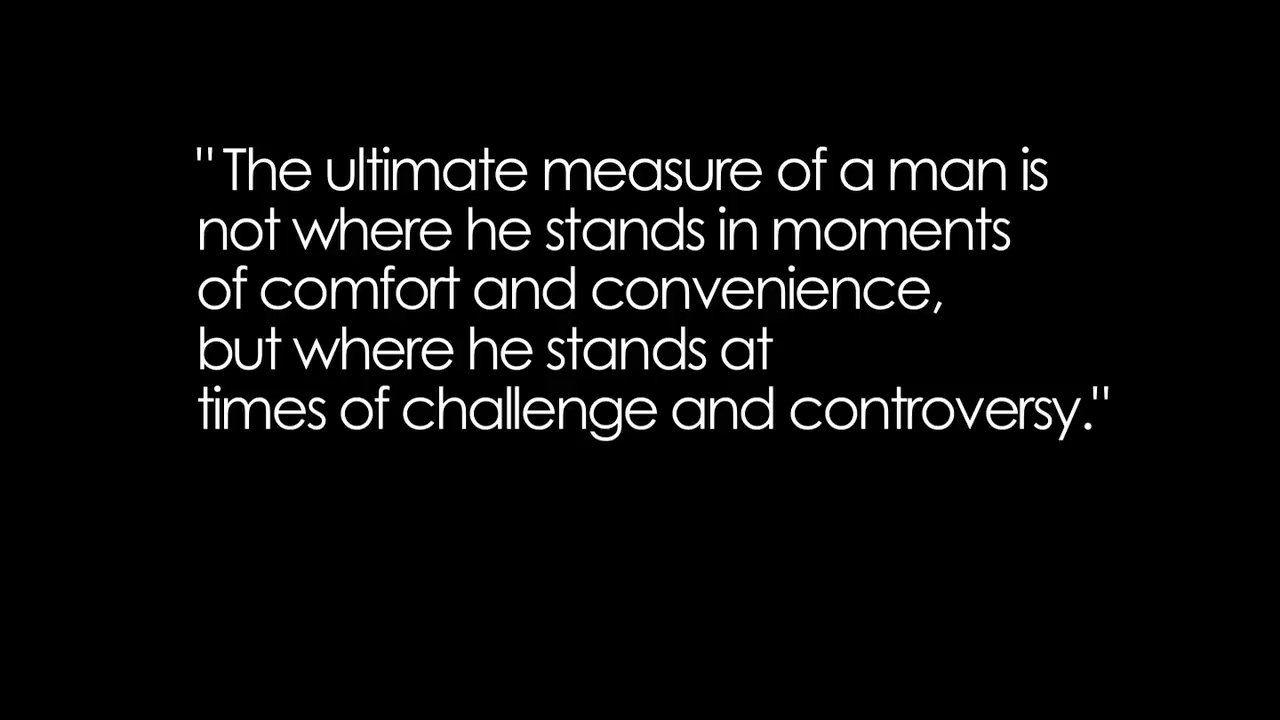 " The ultimate measure of a man is
not where he stands in moments
of comfort and convenience,
but where he stands at
times of challenge and controversy."